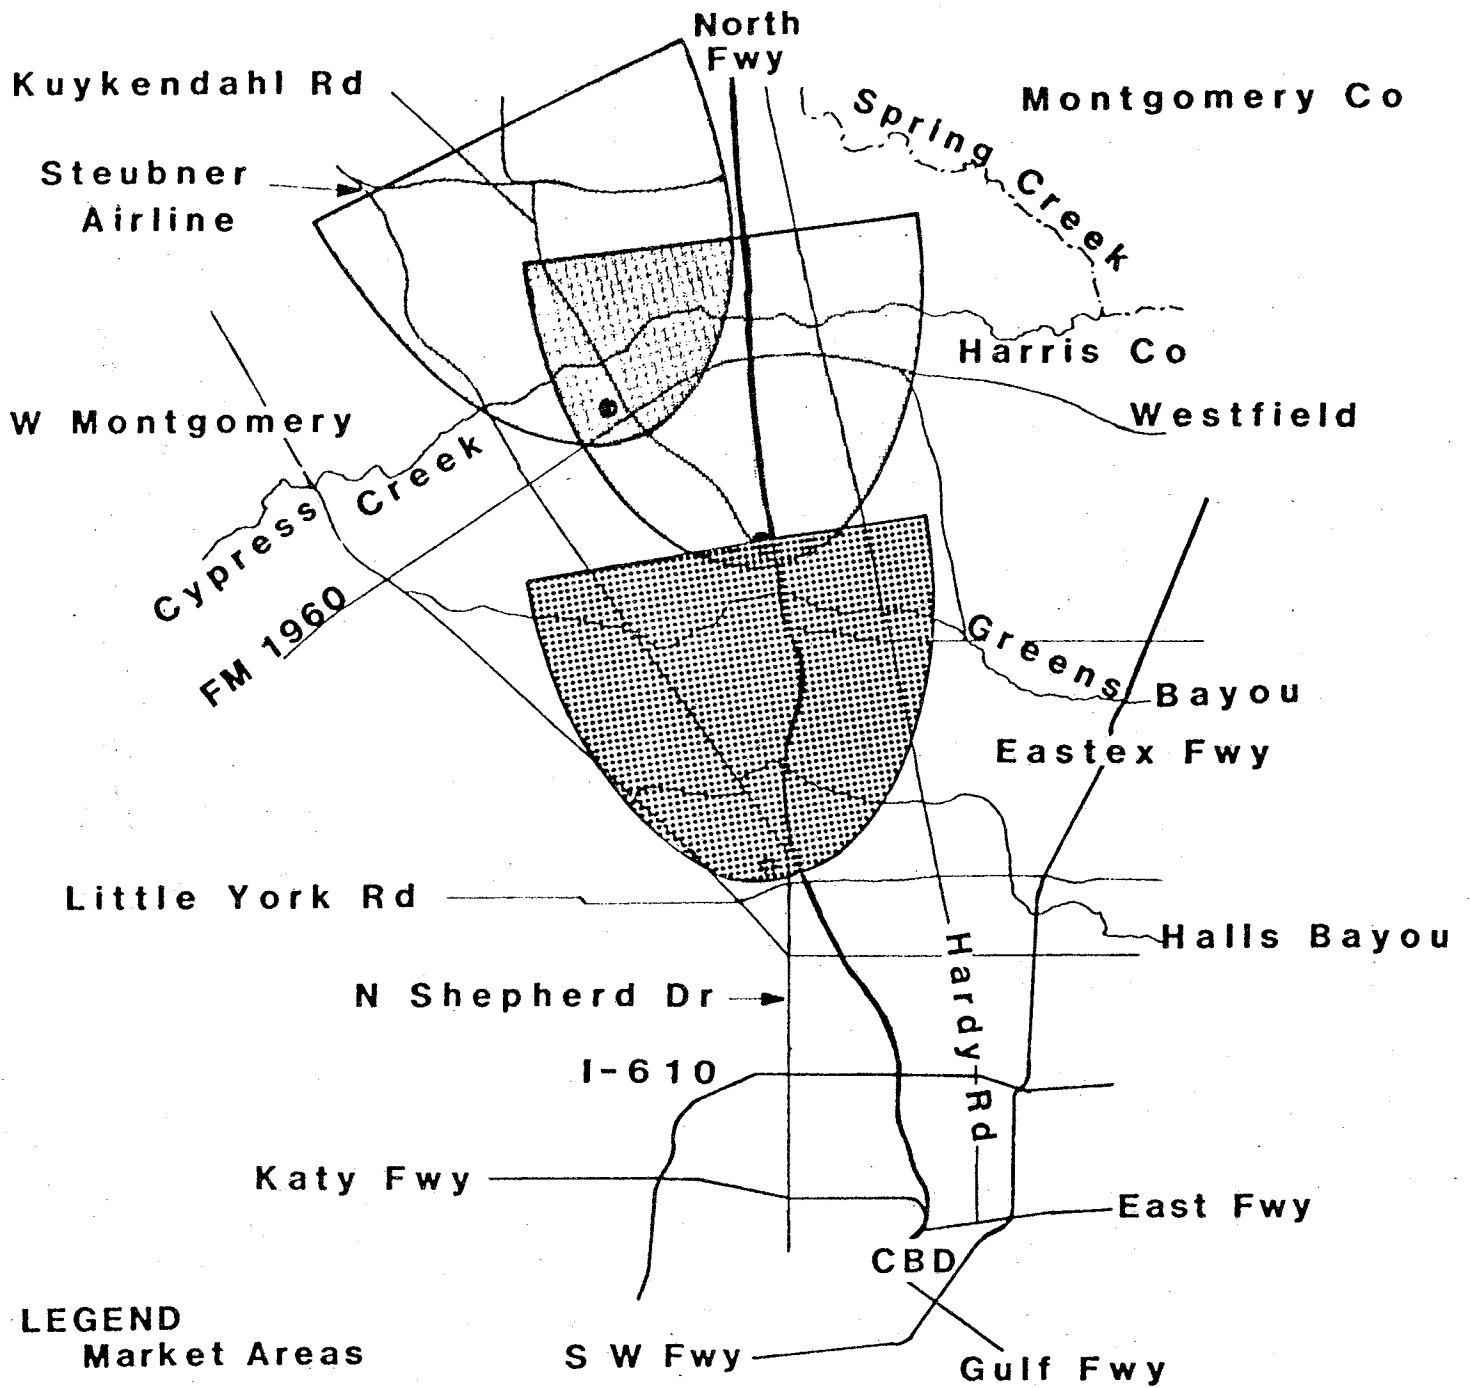 North
Fwy
Kuykendahl Rd
Montgomery Co
Spring Creek
Steubner
Airline
Harris Co
W Montgomery
Westfield
Cypress Creek
FM 1960
Greens Bayou
Eastex Fwy
Little York Rd
Halls Bayou
N Shepherd Dr
Hardy Rd
I-610
Katy Fwy
East Fwy
CBD
LEGEND
Market Areas
S W Fwy
Gulf Fwy